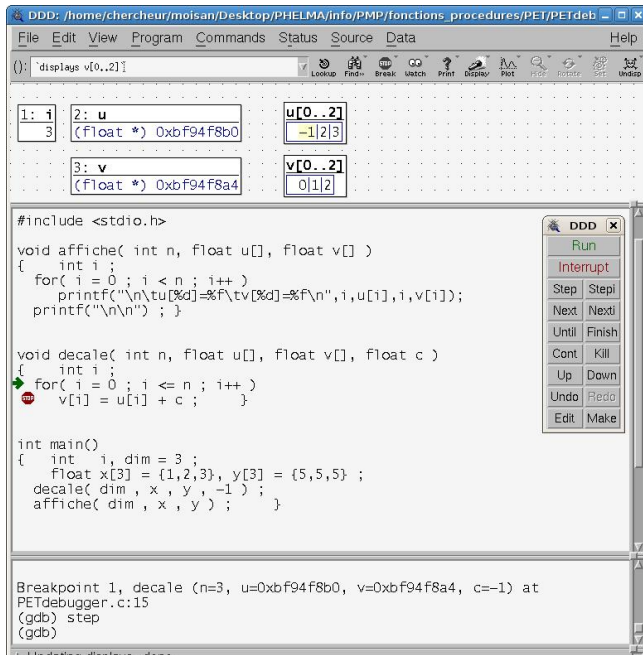 DDD: /home/chercheur/moisan/Desktop/PHELMA/info/PMP/fonctions_procedures/PET/PETdeb
File Edit View Program Commands Status Source Data Help
(): `displays v[0..2]`
Lookup Find» Break Watch Print Display Plot Hide Rotate Set Undisp
1: i
3
2: u
(float *) 0xbf94f8b0
u[0..2]
-1|2|3
3: v
(float *) 0xbf94f8a4
v[0..2]
0|1|2
#include <stdio.h>
void affiche( int n, float u[], float v[] )
{ int i ;
for( i = 0 ; i < n ; i++ )
printf("\n\tu[%d]=%f\tv[%d]=%f\n",i,u[i],i,v[i]);
printf("\n\n") ; }
void decale( int n, float u[], float v[], float c )
{ int i ;
for( i = 0 ; i <= n ; i++ )
STOP v[i] = u[i] + c ; }
int main()
{ int i, dim = 3 ;
float x[3] = {1,2,3}, y[3] = {5,5,5} ;
decale( dim , x , y , -1 ) ;
affiche( dim , x , y ) ; }
DDD
Run
Interrupt
Step Stepi
Next Nexti
Until Finish
Cont Kill
Up Down
Undo Redo
Edit Make
Breakpoint 1, decale (n=3, u=0xbf94f8b0, v=0xbf94f8a4, c=-1) at
PETdebugger.c:15
(gdb) step
(gdb)
Updating displays...done.